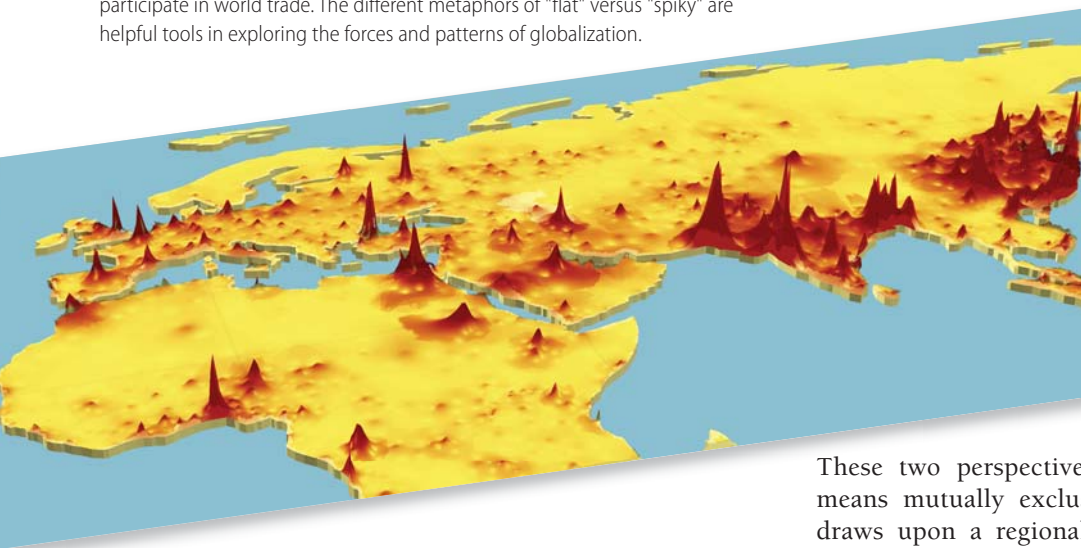 participate in world trade. The different metaphors of "flat" versus "spiky" are
helpful tools in exploring the forces and patterns of globalization.
These two perspective
means mutually exclu
draws upon a regional